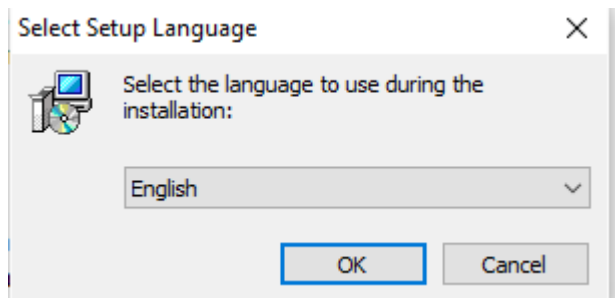 Select Setup Language
Select the language to use during the
installation:
English
OK
Cancel